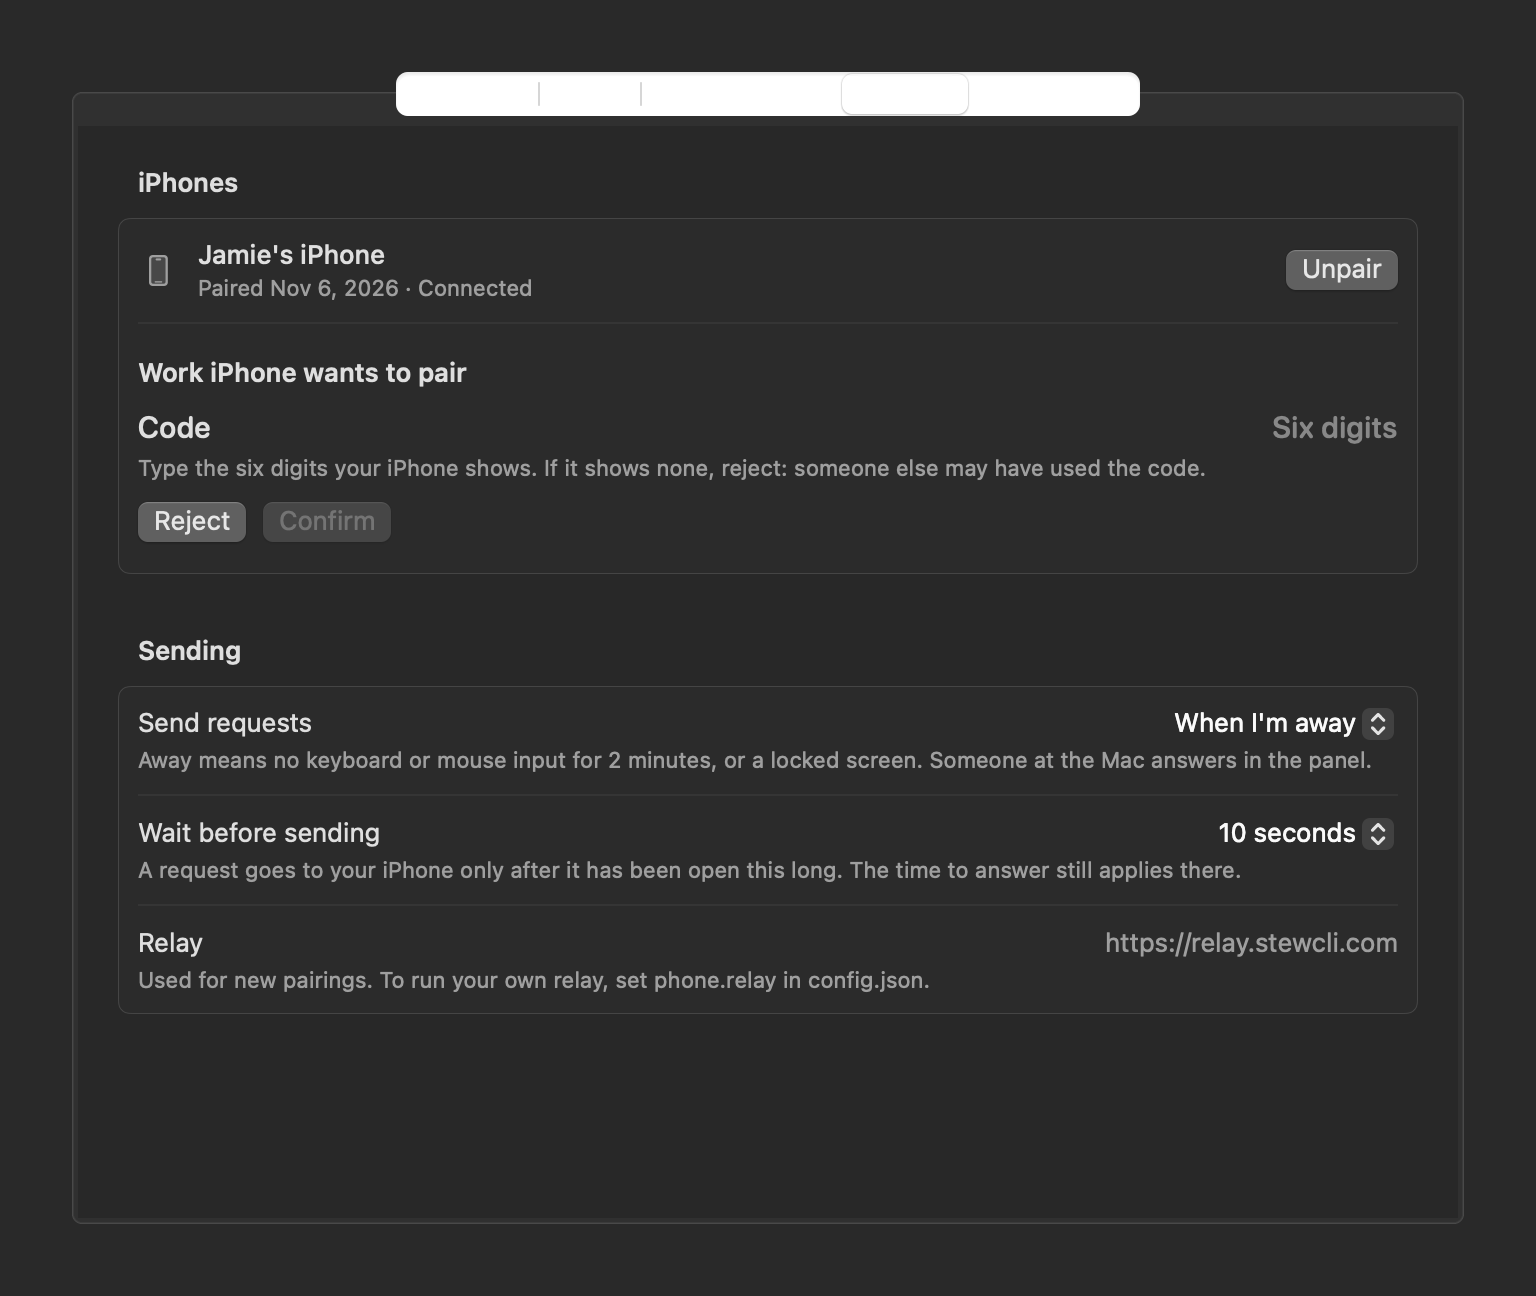 iPhones
Jamie's iPhone
Paired Nov 6, 2026 · Connected
Unpair
Work iPhone wants to pair
Code
Six digits
Type the six digits your iPhone shows. If it shows none, reject: someone else may have used the code.
Reject
Confirm
Sending
Send requests
When I'm away
Away means no keyboard or mouse input for 2 minutes, or a locked screen. Someone at the Mac answers in the panel.
Wait before sending
10 seconds
A request goes to your iPhone only after it has been open this long. The time to answer still applies there.
Relay
https://relay.stewcli.com
Used for new pairings. To run your own relay, set phone.relay in config.json.